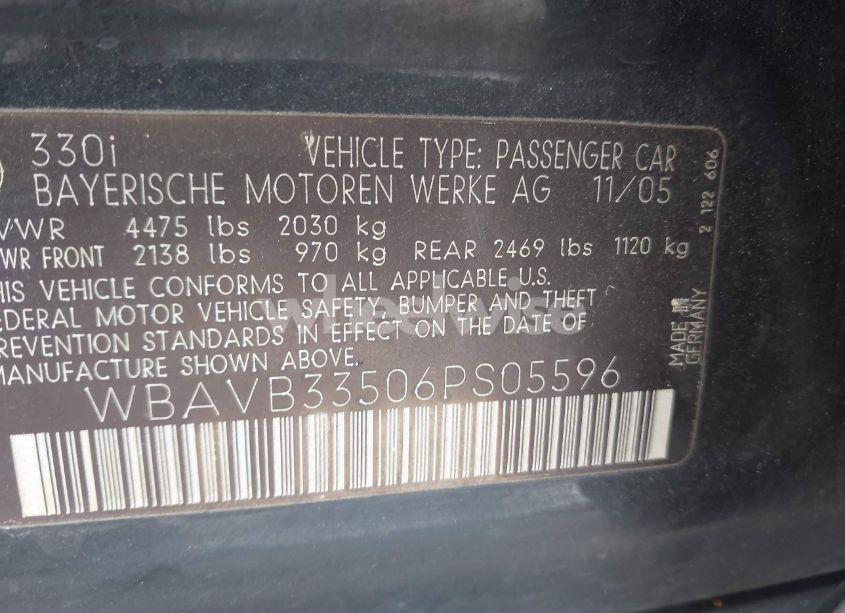 330i VEHICLE TYPE: PASSENGER CAR
BAYERISCHE MOTOREN WERKE AG 11/05
VWR 4475 lbs 2030 kg
WR FRONT 2138 lbs 970 kg REAR 2469 lbs 1120 kg
HIS VEHICLE CONFORMS TO ALL APPLICABLE U.S.
EDERAL MOTOR VEHICLE SAFETY, BUMPER AND THEFT
REVENTION STANDARDS IN EFFECT ON THE DATE OF
MANUFACTURE SHOWN ABOVE.
WBAVB33506PS05596
MADE IN
GERMANY
2 122 606